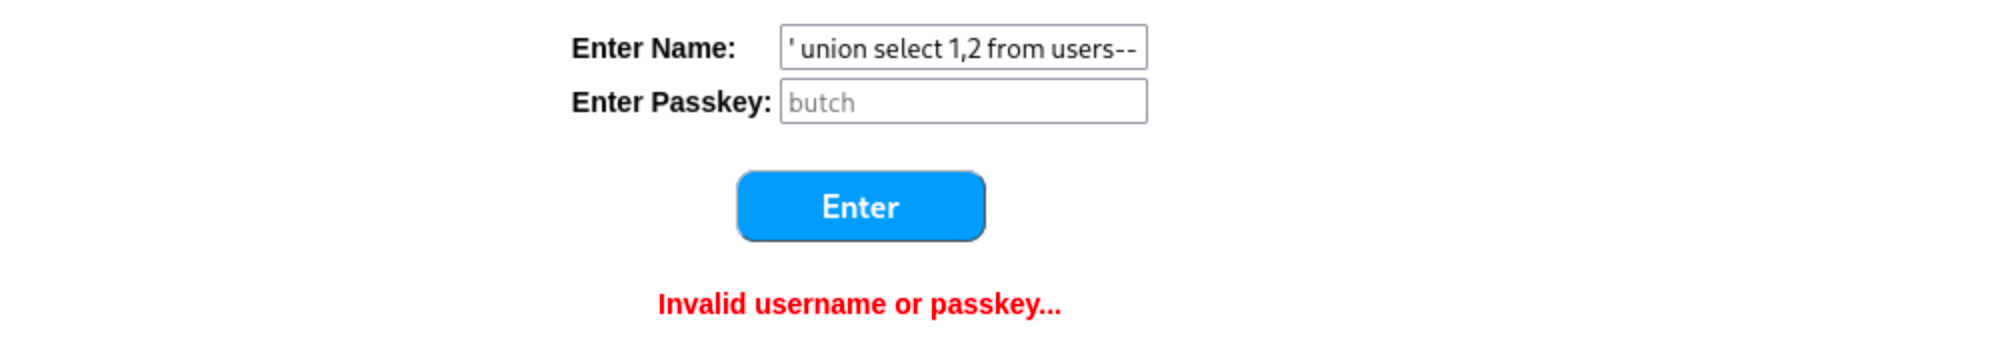 Enter Name: ' union select 1,2 from users--
Enter Passkey: butch
Enter
Invalid username or passkey...